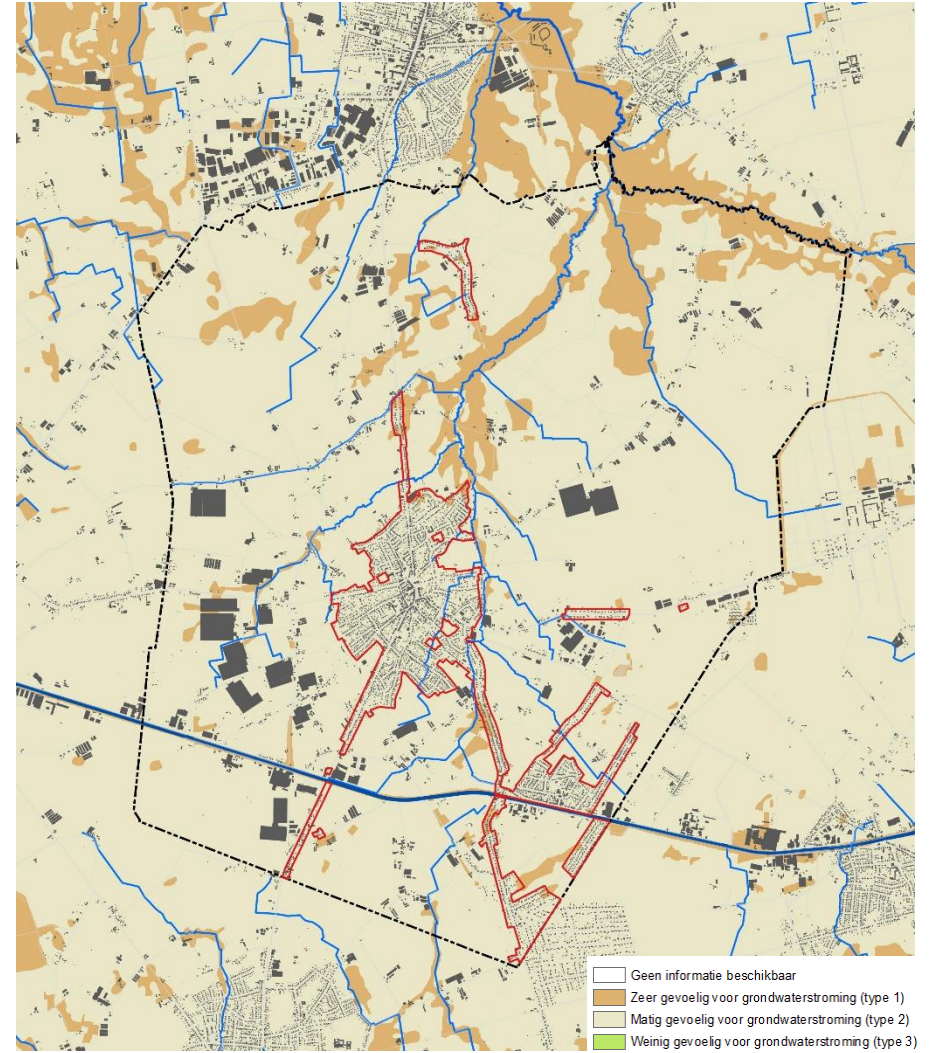 Geen informatie beschikbaar
Zeer gevoelig voor grondwaterstroming (type 1)
Matig gevoelig voor grondwaterstroming (type 2)
Weinig gevoelig voor grondwaterstroming (type 3)